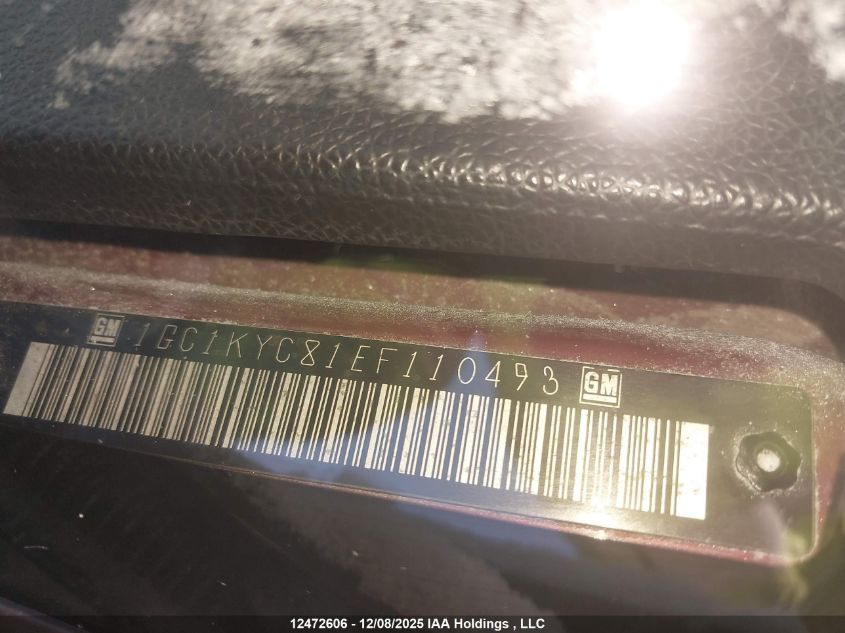 GM 1GC1KYC81EF110493 GM
12472606 - 12/08/2025 IAA Holdings , LLC